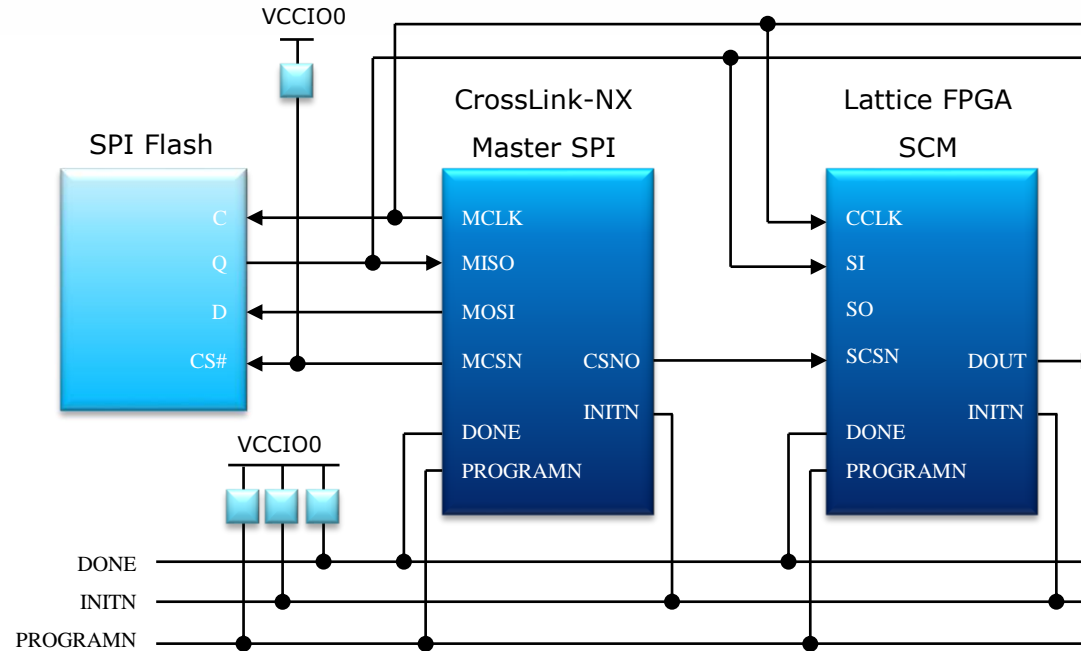 VCCIO0
CrossLink-NX
Master SPI
Lattice FPGA
SCM
SPI Flash
C
Q
D
CS#
MCLK
MISO
MOSI
MCSN
CSNO
INITN
DONE
PROGRAMN
CCLK
SI
SO
SCSN
DOUT
INITN
DONE
PROGRAMN
VCCIO0
DONE
INITN
PROGRAMN